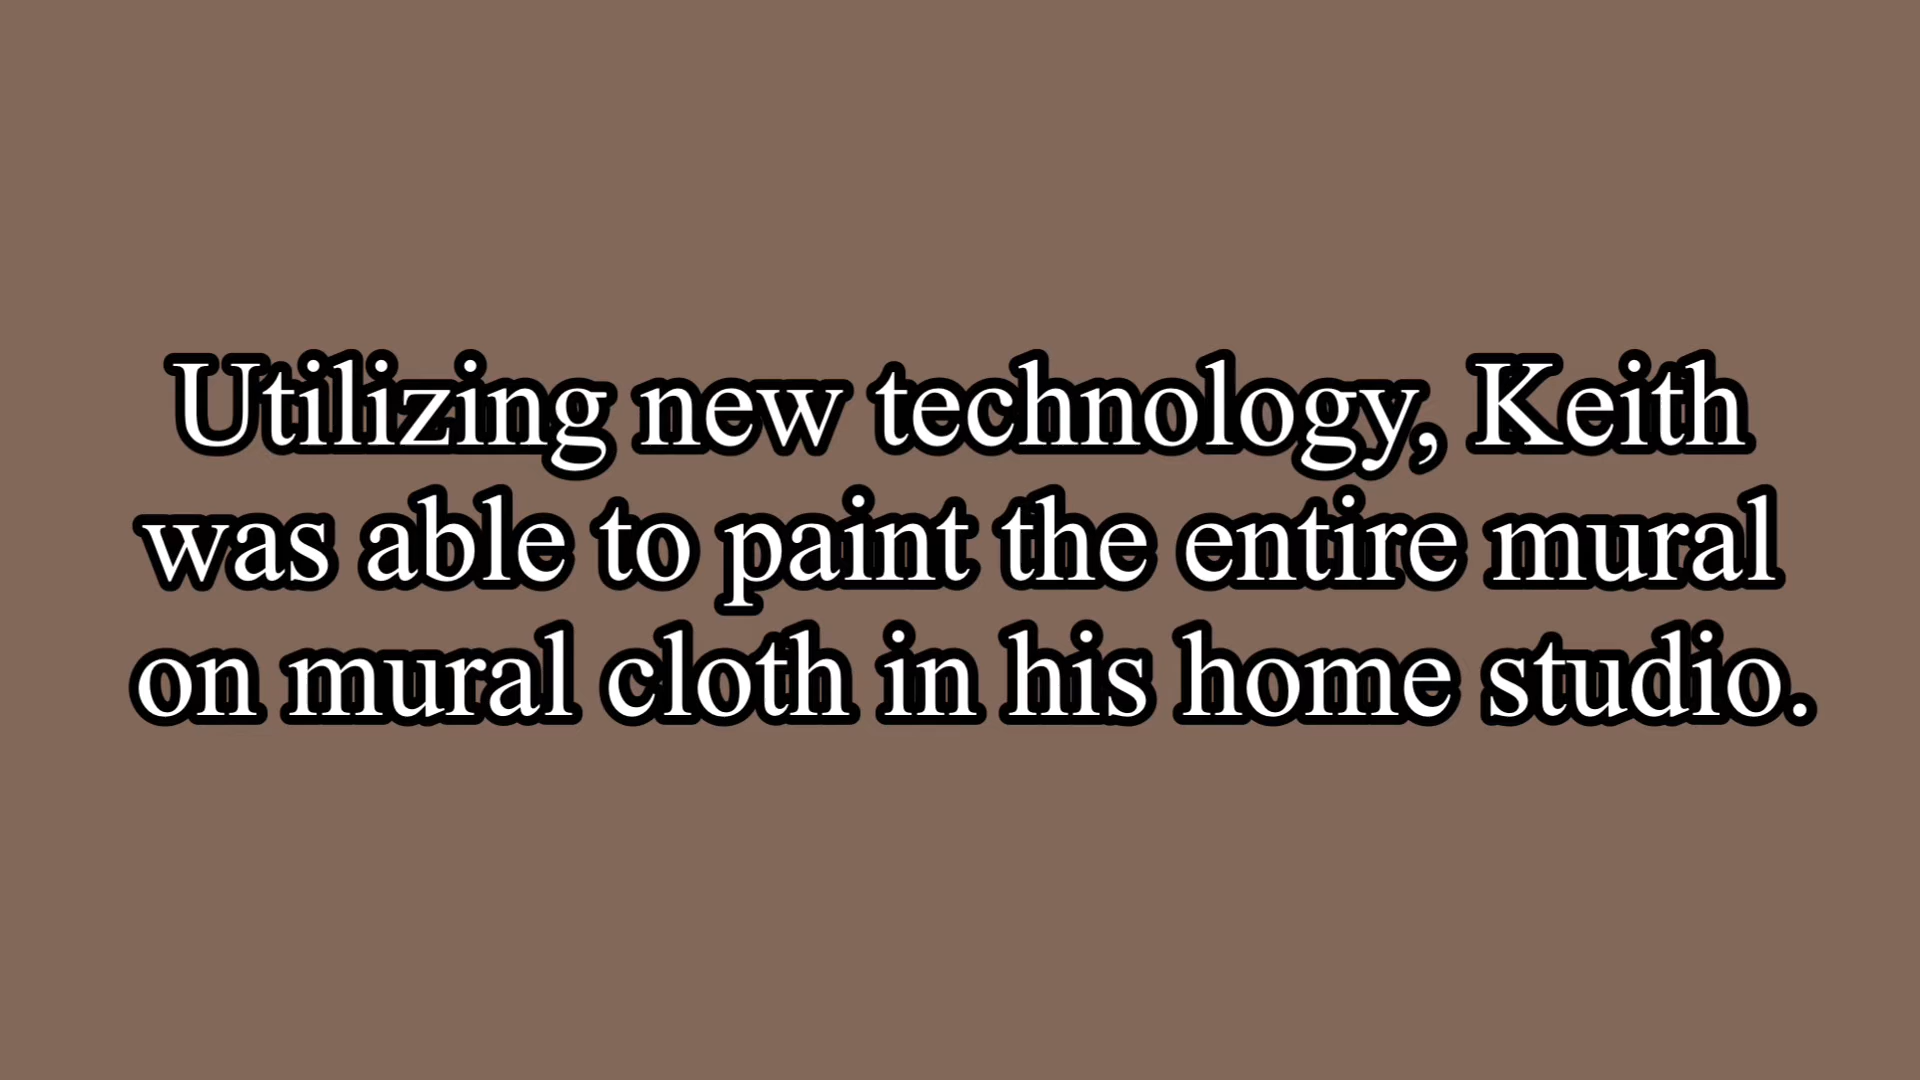 Utilizing new technology, Keith
was able to paint the entire mural
on mural cloth in his home studio.